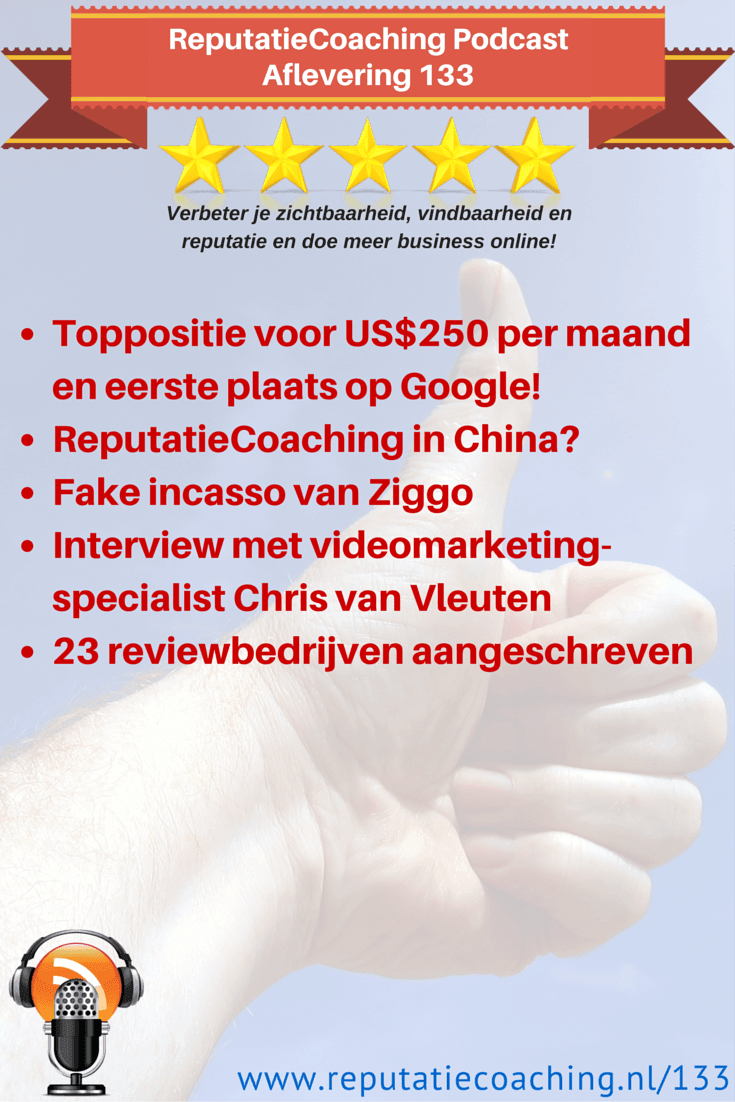 ReputatieCoaching Podcast
Aflevering 133
Verbeter je zichtbaarheid, vindbaarheid en
reputatie en doe meer business online!
• Toppositie voor US$250 per maand
en eerste plaats op Google!
• ReputatieCoaching in China?
• Fake incasso van Ziggo
• Interview met videomarketing-
specialist Chris van Vleuten
• 23 reviewbedrijven aangeschreven
www.reputatiecoaching.nl/133